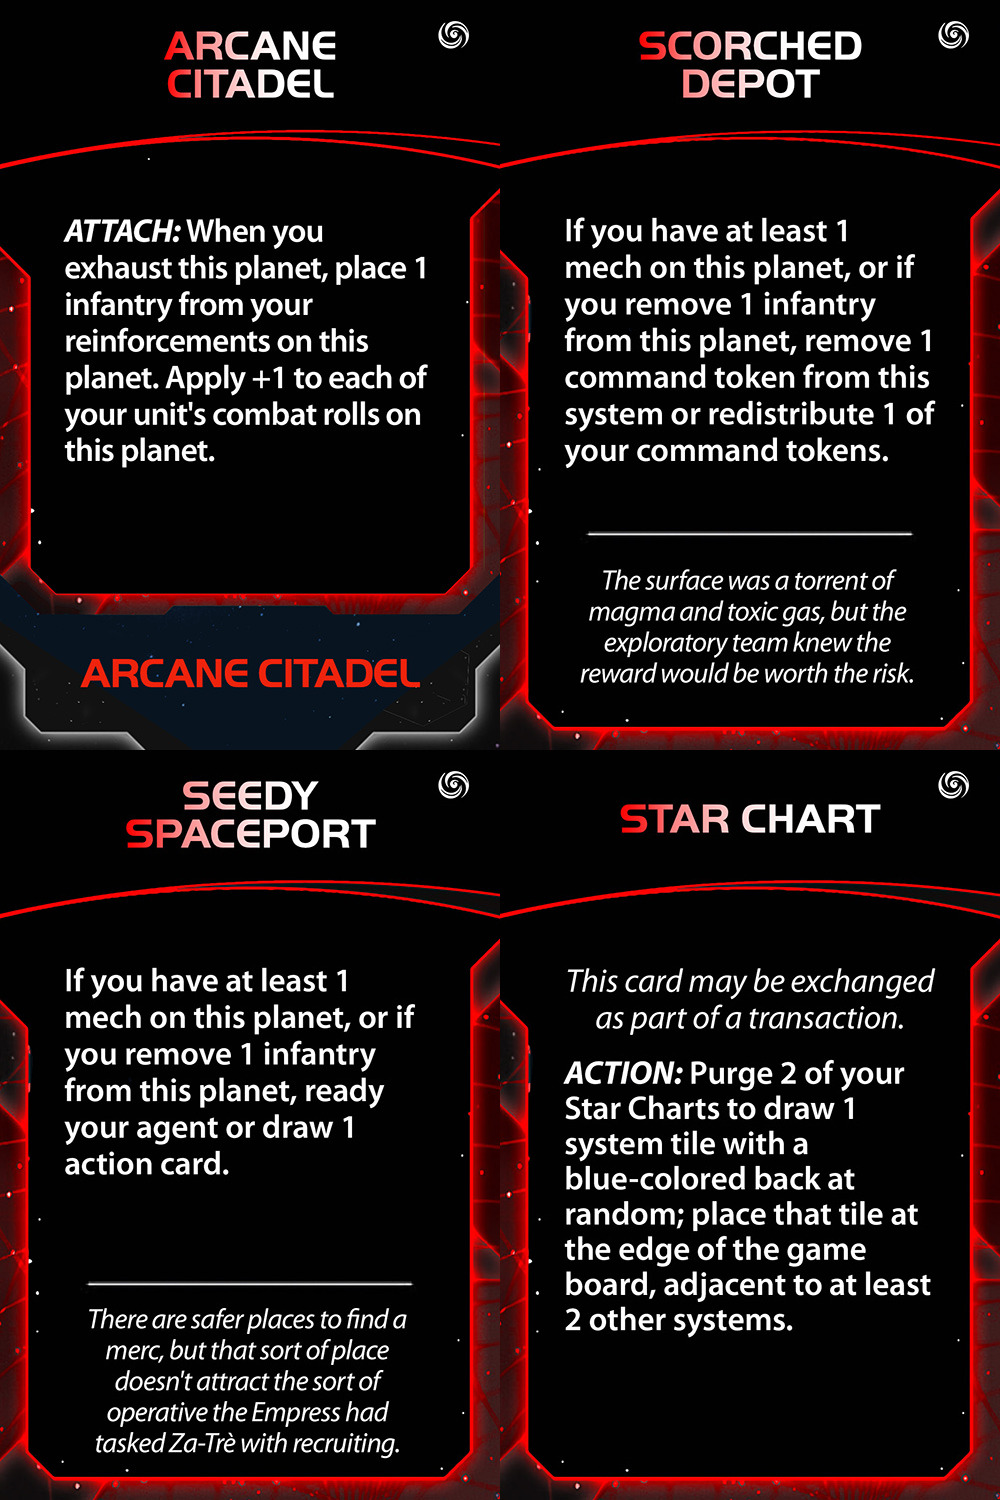 ARCANE
CITADEL
ATTACH: When you
exhaust this planet, place 1
infantry from your
reinforcements on this
planet. Apply +1 to each of
your unit's combat rolls on
this planet.
ARCANE CITADEL
SCORCHED
DEPOT
If you have at least 1
mech on this planet, or if
you remove 1 infantry
from this planet, remove 1
command token from this
system or redistribute 1 of
your command tokens.
The surface was a torrent of
magma and toxic gas, but the
exploratory team knew the
reward would be worth the risk.
SEEDY
SPACEPORT
If you have at least 1
mech on this planet, or if
you remove 1 infantry
from this planet, ready
your agent or draw 1
action card.
There are safer places to find a
merc, but that sort of place
doesn't attract the sort of
operative the Empress had
tasked Za-Trè with recruiting.
STAR CHART
This card may be exchanged
as part of a transaction.
ACTION: Purge 2 of your
Star Charts to draw 1
system tile with a
blue-colored back at
random; place that tile at
the edge of the game
board, adjacent to at least
2 other systems.